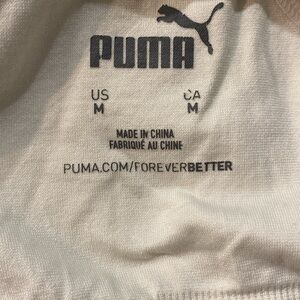 PUMA
US CA
M M
MADE IN CHINA
FABRIQUÉ AU CHINE
PUMA.COM/FOREVERBETTER